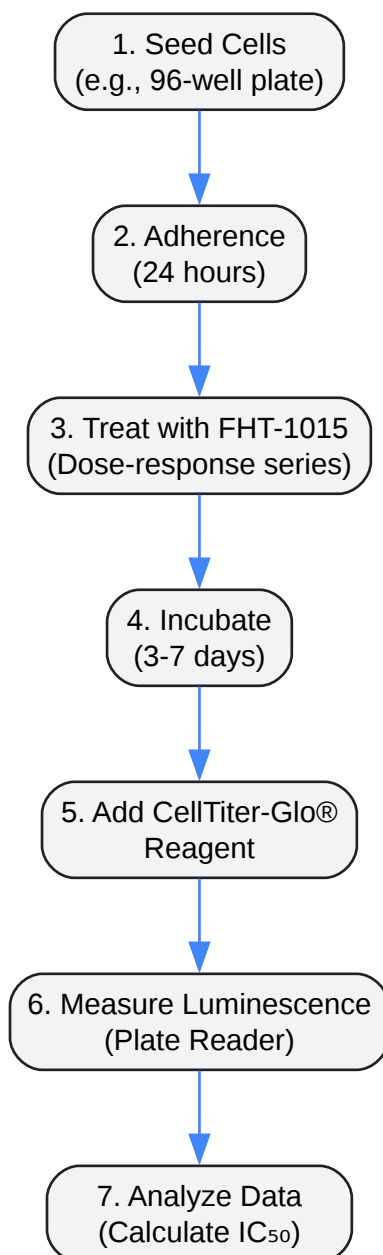 1. Seed Cells
(e.g., 96-well plate)
2. Adherence
(24 hours)
3. Treat with FHT-1015
(Dose-response series)
4. Incubate
(3-7 days)
5. Add CellTiter-Glo®
Reagent
6. Measure Luminescence
(Plate Reader)
7. Analyze Data
(Calculate IC₅₀)